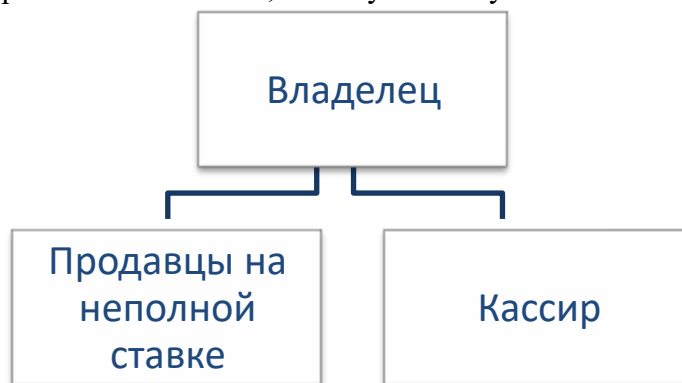 Владелец
Продавцы на
неполной
ставке
Кассир